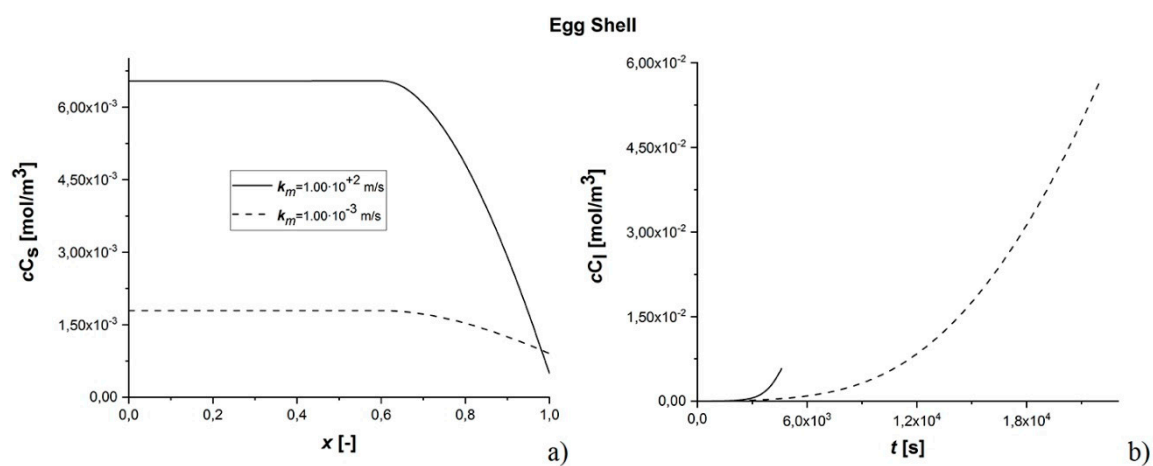 Egg Shell
cCs [mol/m³]
6,00x10⁻³
4,50x10⁻³
3,00x10⁻³
1,50x10⁻³
0,00
kₘ=1.00·10⁺² m/s
kₘ=1.00·10⁻³ m/s
0,0 0,2 0,4 0,6 0,8 1,0
x [-]
a)
cCl [mol/m³]
6,00x10⁻²
4,50x10⁻²
3,00x10⁻²
1,50x10⁻²
0,00
0,0 6,0x10³ 1,2x10⁴ 1,8x10⁴
t [s]
b)